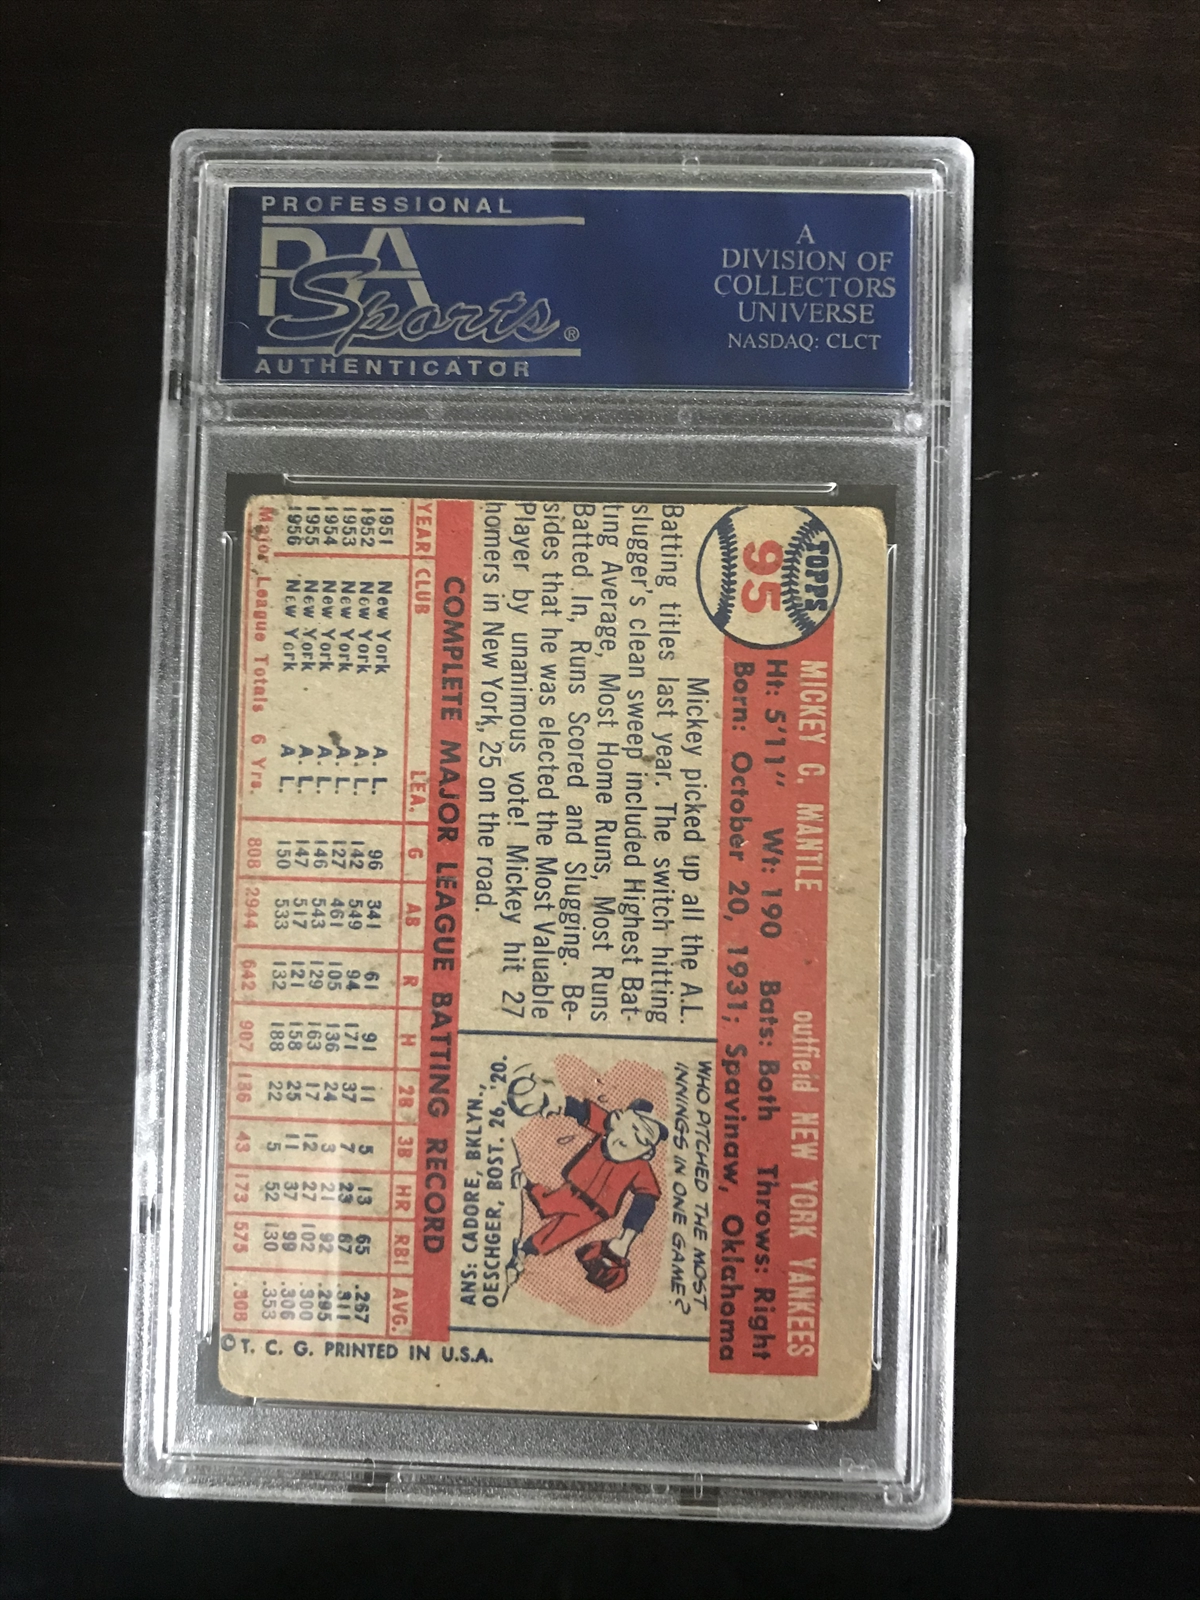 PROFESSIONAL
PSA
Sports®
AUTHENTICATOR
A
DIVISION OF
COLLECTORS
UNIVERSE
NASDAQ: CLCT
TOPPS
95
MICKEY C. MANTLE outfield NEW YORK YANKEES
Ht: 5'11" Wt: 190 Bats: Both Throws: Right
Born: October 20, 1931; Spavinaw, Oklahoma
Mickey picked up all the A.L.
Batting titles last year. The switch hitting
slugger's clean sweep included Highest Bat-
ting Average, Most Home Runs, Most Runs
Batted In, Runs Scored and Slugging. Be-
sides that he was elected the Most Valuable
Player by unanimous vote! Mickey hit 27
homers in New York, 25 on the road.
WHO PITCHED THE MOST
INNINGS IN ONE GAME?
ANS: CADORE, BKLYN.,
OESCHGER, BOST. 26, '20.
COMPLETE MAJOR LEAGUE BATTING RECORD
YEAR CLUB LEA. G AB R H 2B 3B HR RBI AVG.
1951 New York A. L. 96 341 61 91 11 5 13 65 .267
1952 New York A. L. 142 549 94 171 37 7 23 87 .311
1953 New York A. L. 127 461 105 136 24 3 21 92 .295
1954 New York A. L. 146 543 129 163 17 12 27 102 .300
1955 New York A. L. 147 517 121 158 25 11 37 99 .306
1956 New York A. L. 150 533 132 188 22 5 52 130 .353
Major League Totals 6 Yrs. 808 2944 642 907 136 43 173 575 .308
© T. C. G. PRINTED IN U.S.A.